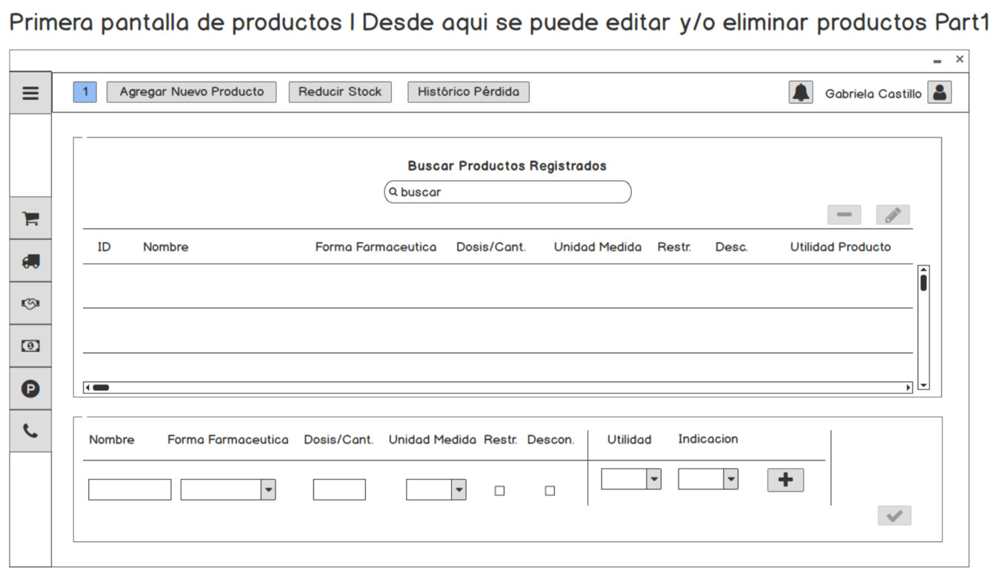 Primera pantalla de productos | Desde aqui se puede editar y/o eliminar productos Part1
1 Agregar Nuevo Producto Reducir Stock Histórico Pérdida Gabriela Castillo
Buscar Productos Registrados
buscar
ID Nombre Forma Farmaceutica Dosis/Cant. Unidad Medida Restr. Desc. Utilidad Producto
Nombre Forma Farmaceutica Dosis/Cant. Unidad Medida Restr. Descon. Utilidad Indicacion